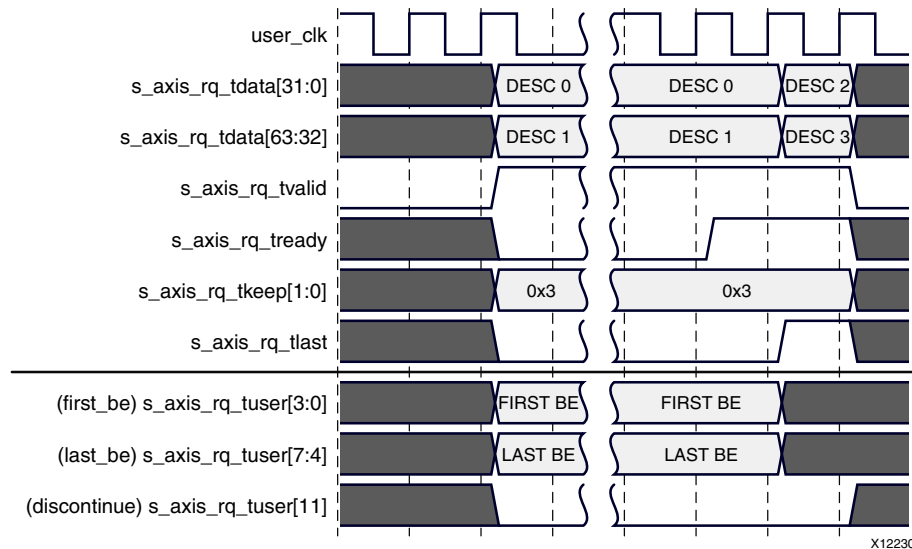 user_clk
s_axis_rq_tdata[31:0] DESC 0 DESC 0 DESC 2
s_axis_rq_tdata[63:32] DESC 1 DESC 1 DESC 3
s_axis_rq_tvalid
s_axis_rq_tready
s_axis_rq_tkeep[1:0] 0x3 0x3
s_axis_rq_tlast
(first_be) s_axis_rq_tuser[3:0] FIRST BE FIRST BE
(last_be) s_axis_rq_tuser[7:4] LAST BE LAST BE
(discontinue) s_axis_rq_tuser[11]
X12230